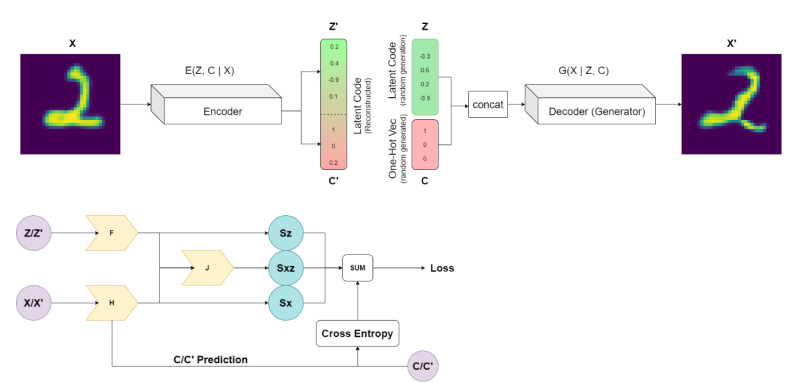 X
E(Z, C | X)
Encoder
Z'
0.2
0.4
-0.9
0.1
1
0
0.2
C'
Latent Code
(Reconstructed)
Z
-0.3
0.6
0.2
-0.9
Latent Code
(random generation)
1
0
0
C
One-Hot Vec
(random generated)
concat
G(X | Z, C)
Decoder (Generator)
X'
Z/Z'
F
Sz
J
Sxz
SUM
Loss
X/X'
H
Sx
Cross Entropy
C/C' Prediction
C/C'